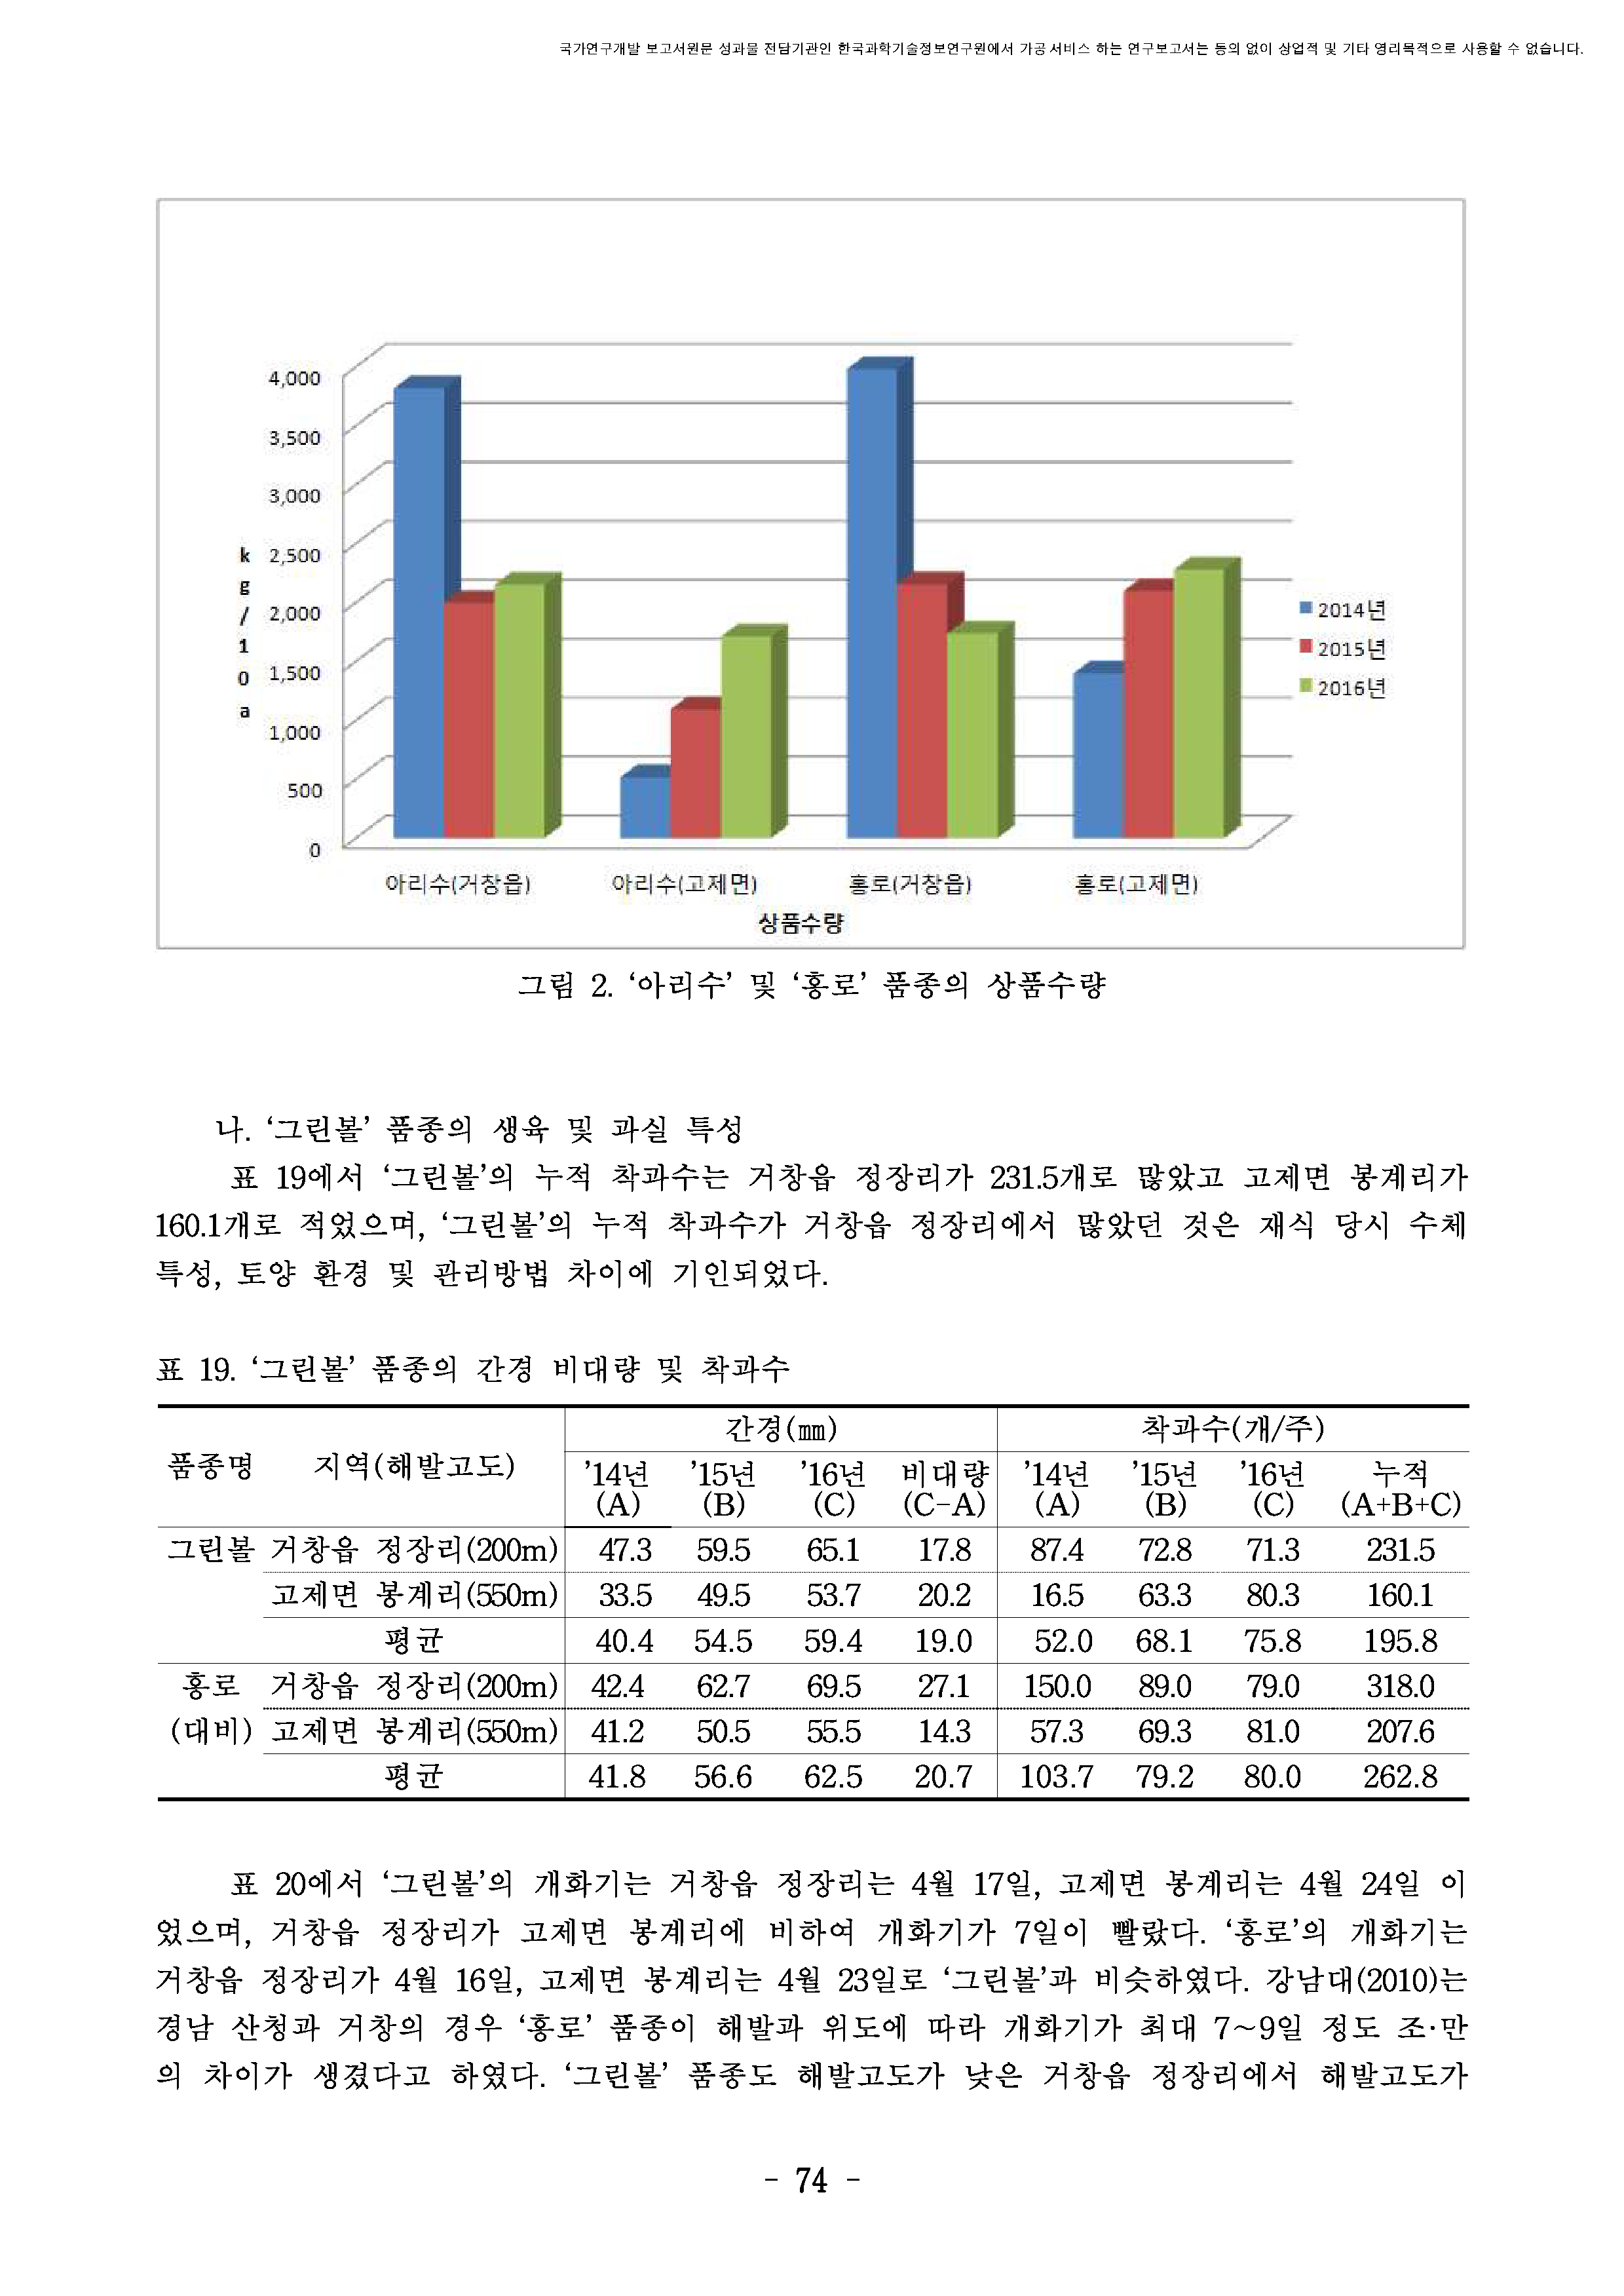 국가연구개발 보고서원문 성과물 전담기관인 한국과학기술정보연구원에서 가공·서비스 하는 연구보고서는 동의 없이 상업적 및 기타 영리목적으로 사용할 수 없습니다.
4,000
3,500
3,000
2,500
2,000
1,500
1,000
500
0
kg/10a
2014년
2015년
2016년
아리수(거창읍) 아리수(고제면) 홍로(거창읍) 홍로(고제면)
상품수량
그림 2. ‘아리수’ 및 ‘홍로’ 품종의 상품수량
나. ‘그린볼’ 품종의 생육 및 과실 특성
표 19에서 ‘그린볼’의 누적 착과수는 거창읍 정장리가 231.5개로 많았고 고제면 봉계리가
160.1개로 적었으며, ‘그린볼’의 누적 착과수가 거창읍 정장리에서 많았던 것은 재식 당시 수체
특성, 토양 환경 및 관리방법 차이에 기인되었다.
표 19. ‘그린볼’ 품종의 간경 비대량 및 착과수
품종명 지역(해발고도) 간경(㎜) 착과수(개/주)
’14년 ’15년 ’16년 비대량 ’14년 ’15년 ’16년 누적
(A) (B) (C) (C-A) (A) (B) (C) (A+B+C)
그린볼 거창읍 정장리(200m) 47.3 59.5 65.1 17.8 87.4 72.8 71.3 231.5
고제면 봉계리(550m) 33.5 49.5 53.7 20.2 16.5 63.3 80.3 160.1
평균 40.4 54.5 59.4 19.0 52.0 68.1 75.8 195.8
홍로 거창읍 정장리(200m) 42.4 62.7 69.5 27.1 150.0 89.0 79.0 318.0
(대비) 고제면 봉계리(550m) 41.2 50.5 55.5 14.3 57.3 69.3 81.0 207.6
평균 41.8 56.6 62.5 20.7 103.7 79.2 80.0 262.8
표 20에서 ‘그린볼’의 개화기는 거창읍 정장리는 4월 17일, 고제면 봉계리는 4월 24일 이
었으며, 거창읍 정장리가 고제면 봉계리에 비하여 개화기가 7일이 빨랐다. ‘홍로’의 개화기는
거창읍 정장리가 4월 16일, 고제면 봉계리는 4월 23일로 ‘그린볼’과 비슷하였다. 강남대(2010)는
경남 산청과 거창의 경우 ‘홍로’ 품종이 해발과 위도에 따라 개화기가 최대 7~9일 정도 조·만
의 차이가 생겼다고 하였다. ‘그린볼’ 품종도 해발고도가 낮은 거창읍 정장리에서 해발고도가
- 74 -